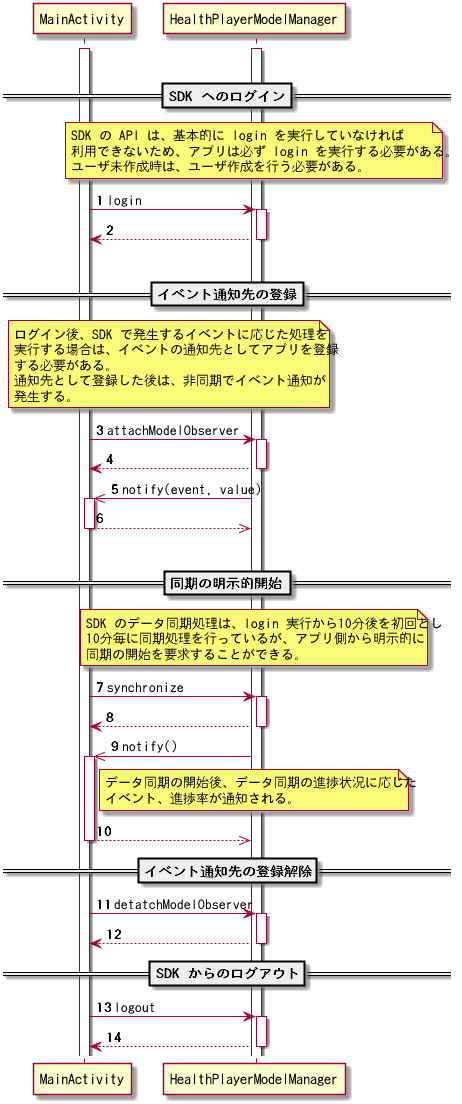 MainActivity HealthPlayerModelManager
SDK へのログイン
SDK の API は、基本的に login を実行していなければ
利用できないため、アプリは必ず login を実行する必要がある。
ユーザ未作成時は、ユーザ作成を行う必要がある。
1 login
2
イベント通知先の登録
ログイン後、SDK で発生するイベントに応じた処理を
実行する場合は、イベントの通知先としてアプリを登録
する必要がある。
通知先として登録した後は、非同期でイベント通知が
発生する。
3 attachModelObserver
4
5 notify(event, value)
6
同期の明示的開始
SDK のデータ同期処理は、login 実行から10分後を初回とし
10分毎に同期処理を行っているが、アプリ側から明示的に
同期の開始を要求することができる。
7 synchronize
8
9 notify()
データ同期の開始後、データ同期の進捗状況に応じた
イベント、進捗率が通知される。
10
イベント通知先の登録解除
11 detatchModelObserver
12
SDK からのログアウト
13 logout
14
MainActivity HealthPlayerModelManager